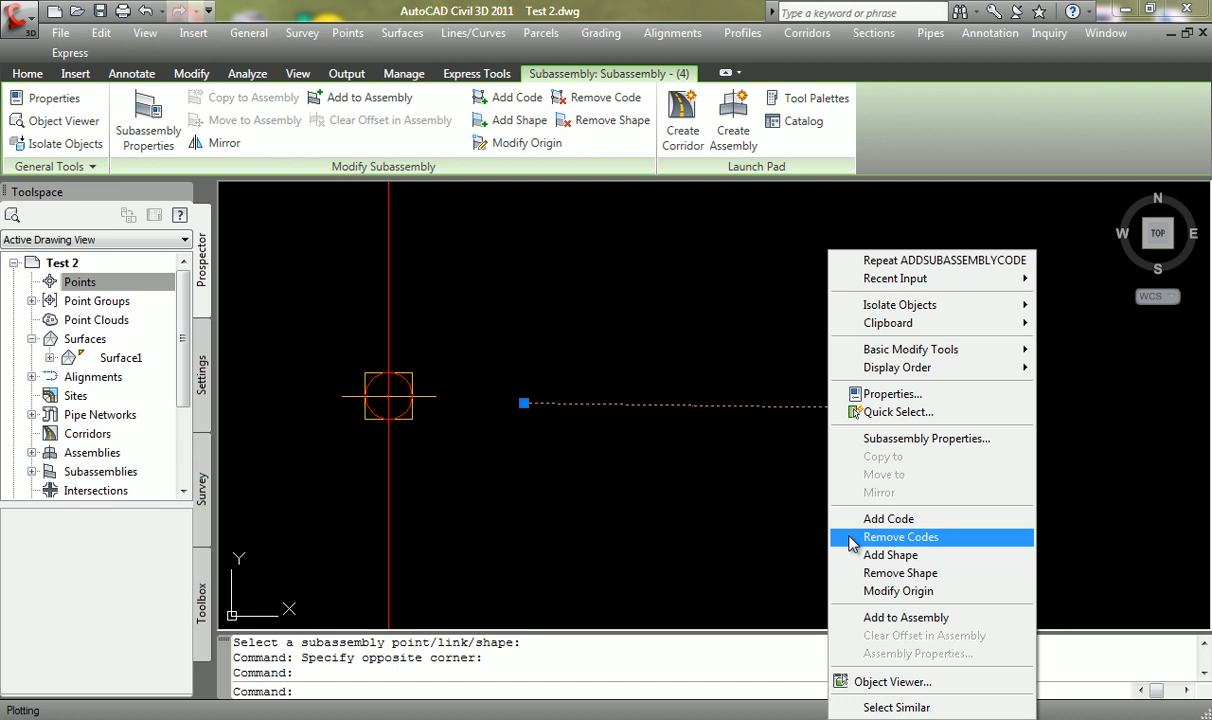 AutoCAD Civil 3D 2011 Test 2.dwg
Type a keyword or phrase
3D
File Edit View Insert General Survey Points Surfaces Lines/Curves Parcels Grading Alignments Profiles Corridors Sections Pipes Annotation Inquiry Window
Express
Home Insert Annotate Modify Analyze View Output Manage Express Tools Subassembly: Subassembly - (4)
Properties
Object Viewer
Isolate Objects
General Tools
Subassembly
Properties
Copy to Assembly
Move to Assembly
Mirror
Add to Assembly
Clear Offset in Assembly
Add Code
Add Shape
Modify Origin
Remove Code
Remove Shape
Modify Subassembly
Create
Corridor
Create
Assembly
Tool Palettes
Catalog
Launch Pad
Toolspace
Active Drawing View
Test 2
Points
Point Groups
Point Clouds
Surfaces
Surface1
Alignments
Sites
Pipe Networks
Corridors
Assemblies
Subassemblies
Intersections
Prospector
Settings
Survey
Toolbox
N
W TOP E
S
WCS
Y
X
Repeat ADDSUBASSEMBLYCODE
Recent Input
Isolate Objects
Clipboard
Basic Modify Tools
Display Order
Properties...
Quick Select...
Subassembly Properties...
Copy to
Move to
Mirror
Add Code
Remove Codes
Add Shape
Remove Shape
Modify Origin
Add to Assembly
Clear Offset in Assembly
Assembly Properties...
Object Viewer...
Select Similar
Select a subassembly point/link/shape:
Command: Specify opposite corner:
Command:
Command:
Plotting